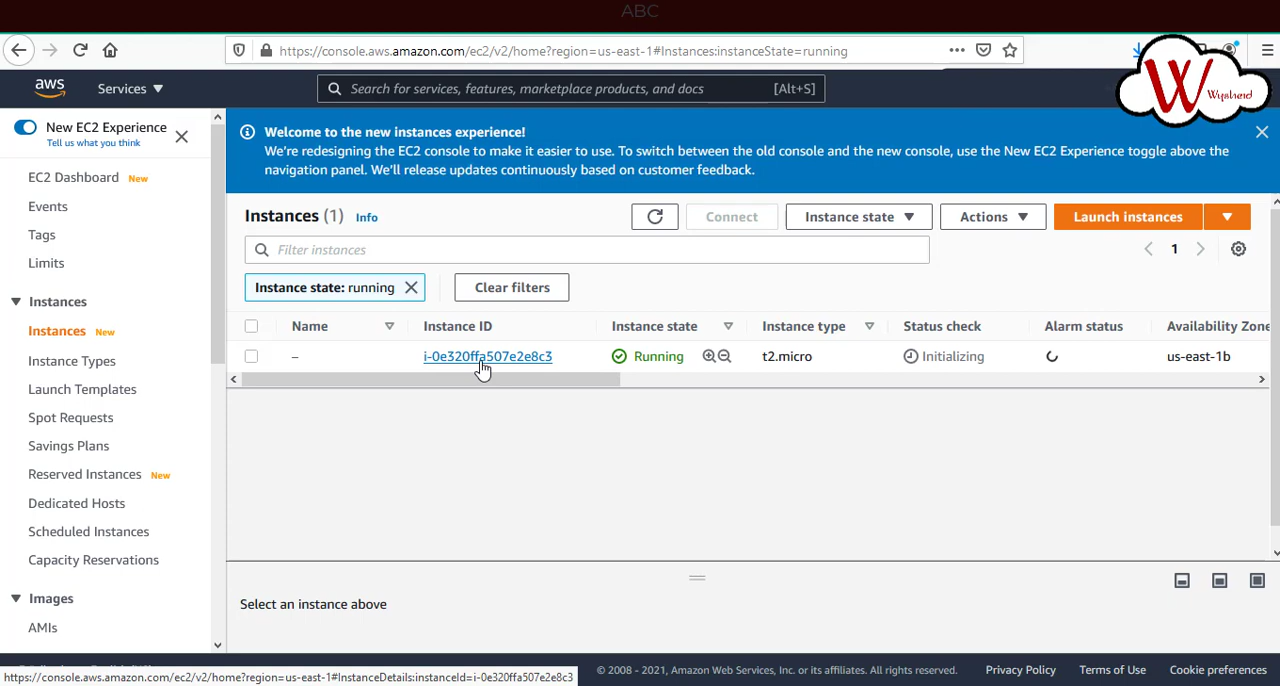 ABC
https://console.aws.amazon.com/ec2/v2/home?region=us-east-1#Instances:instanceState=running
aws
Services
Search for services, features, marketplace products, and docs
[Alt+S]
W
Wysheid
New EC2 Experience
Tell us what you think
EC2 Dashboard New
Events
Tags
Limits
Instances
Instances New
Instance Types
Launch Templates
Spot Requests
Savings Plans
Reserved Instances New
Dedicated Hosts
Scheduled Instances
Capacity Reservations
Images
AMIs
Welcome to the new instances experience!
We're redesigning the EC2 console to make it easier to use. To switch between the old console and the new console, use the New EC2 Experience toggle above the
navigation panel. We'll release updates continuously based on customer feedback.
Instances (1) Info
Connect
Instance state
Actions
Launch instances
Filter instances
1
Instance state: running
Clear filters
Name Instance ID Instance state Instance type Status check Alarm status Availability Zone
– i-0e320ffa507e2e8c3 Running t2.micro Initializing us-east-1b
Select an instance above
© 2008 - 2021, Amazon Web Services, Inc. or its affiliates. All rights reserved.
Privacy Policy
Terms of Use
Cookie preferences
https://console.aws.amazon.com/ec2/v2/home?region=us-east-1#InstanceDetails:instanceId=i-0e320ffa507e2e8c3